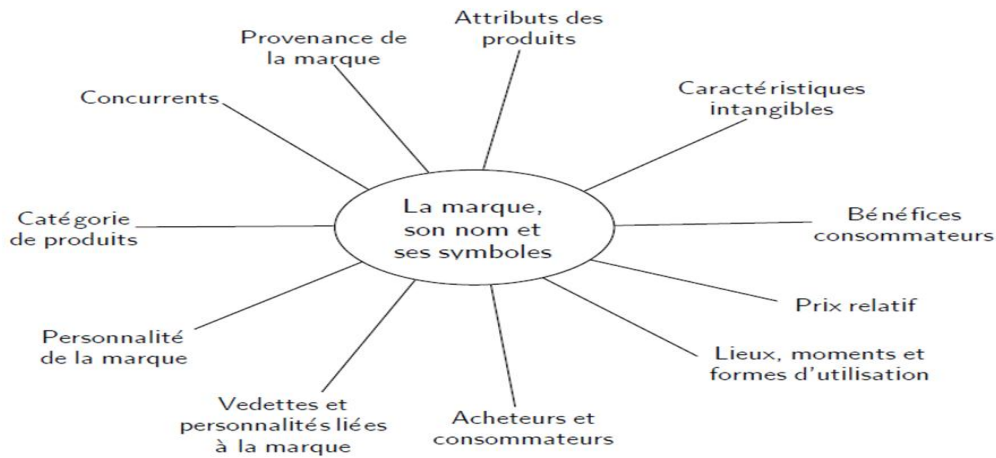 Attributs des
produits
Provenance de
la marque
Caractéristiques
intangibles
Concurrents
La marque,
son nom et
ses symboles
Bénéfices
consommateurs
Catégorie
de produits
Prix relatif
Personnalité
de la marque
Lieux, moments et
formes d'utilisation
Vedettes et
personnalités liées
à la marque
Acheteurs et
consommateurs